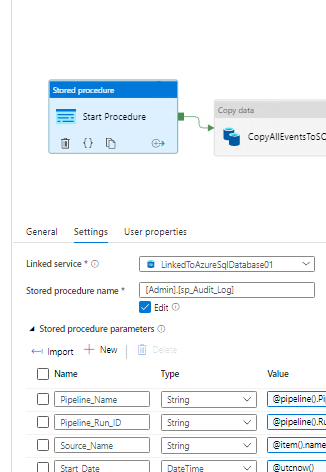 Stored procedure
Start Procedure
Copy data
CopyAllEventsToSQ
General Settings User properties
Linked service * LinkedToAzureSqlDatabase01
Stored procedure name * [Admin].[sp_Audit_Log]
Edit
Stored procedure parameters
Import New Delete
Name Type Value
Pipeline_Name String @pipeline().Pi
Pipeline_Run_ID String @pipeline().Ru
Source_Name String @item().name
Start_Date DateTime @utcnow()